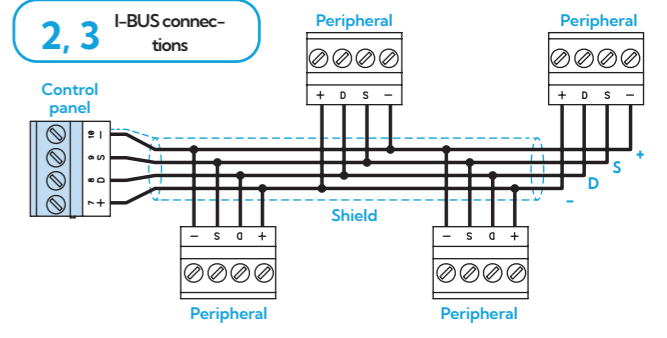 2, 3
I-BUS connec-
tions
Peripheral
Peripheral
Control
panel
+ D S –
+ D S –
10 –
9 S
8 D
7 +
+
S
D
-
Shield
– S D +
– S D +
Peripheral
Peripheral